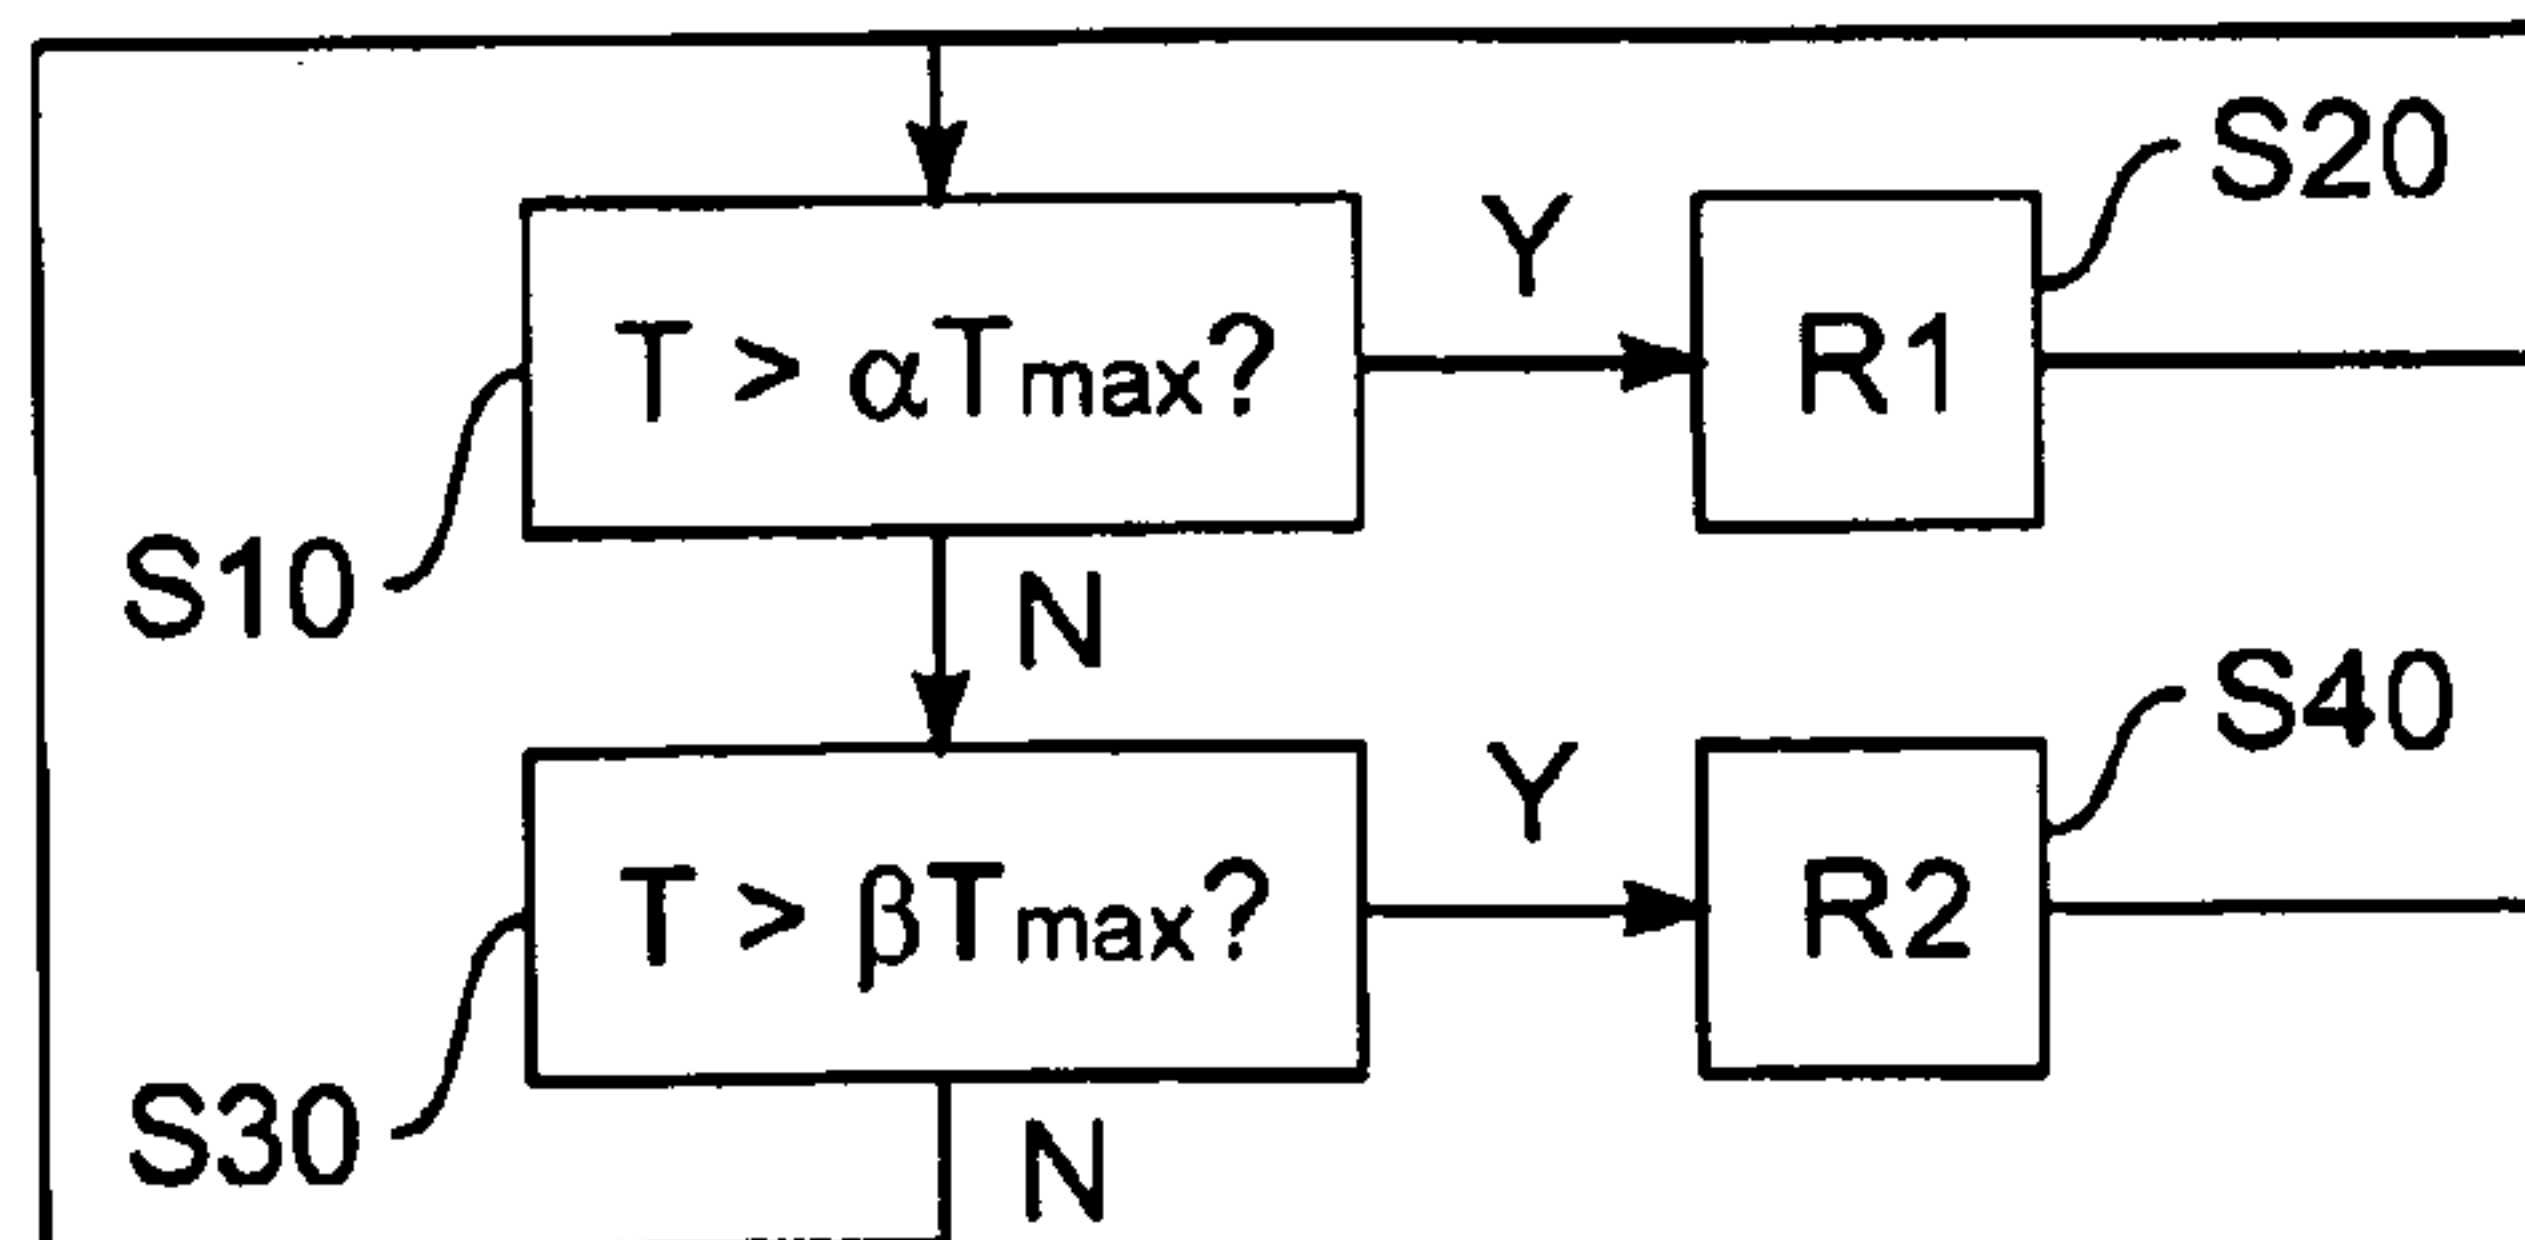 S20
Y
T > αTmax?
R1
S10
N
S40
Y
T > βTmax?
R2
S30
N